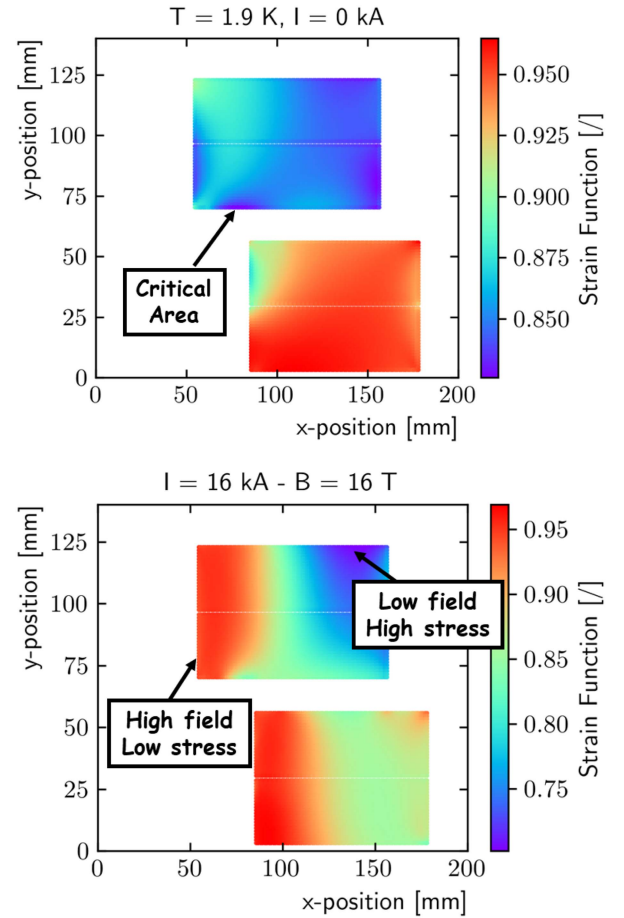 T = 1.9 K, I = 0 kA
y-position [mm]
125
100
75
50
25
0
Critical
Area
0
50
100
150
200
x-position [mm]
0.950
0.925
0.900
0.875
0.850
Strain Function [/]
I = 16 kA - B = 16 T
y-position [mm]
125
100
75
50
25
0
Low field
High stress
High field
Low stress
0
50
100
150
200
x-position [mm]
0.95
0.90
0.85
0.80
0.75
Strain Function [/]